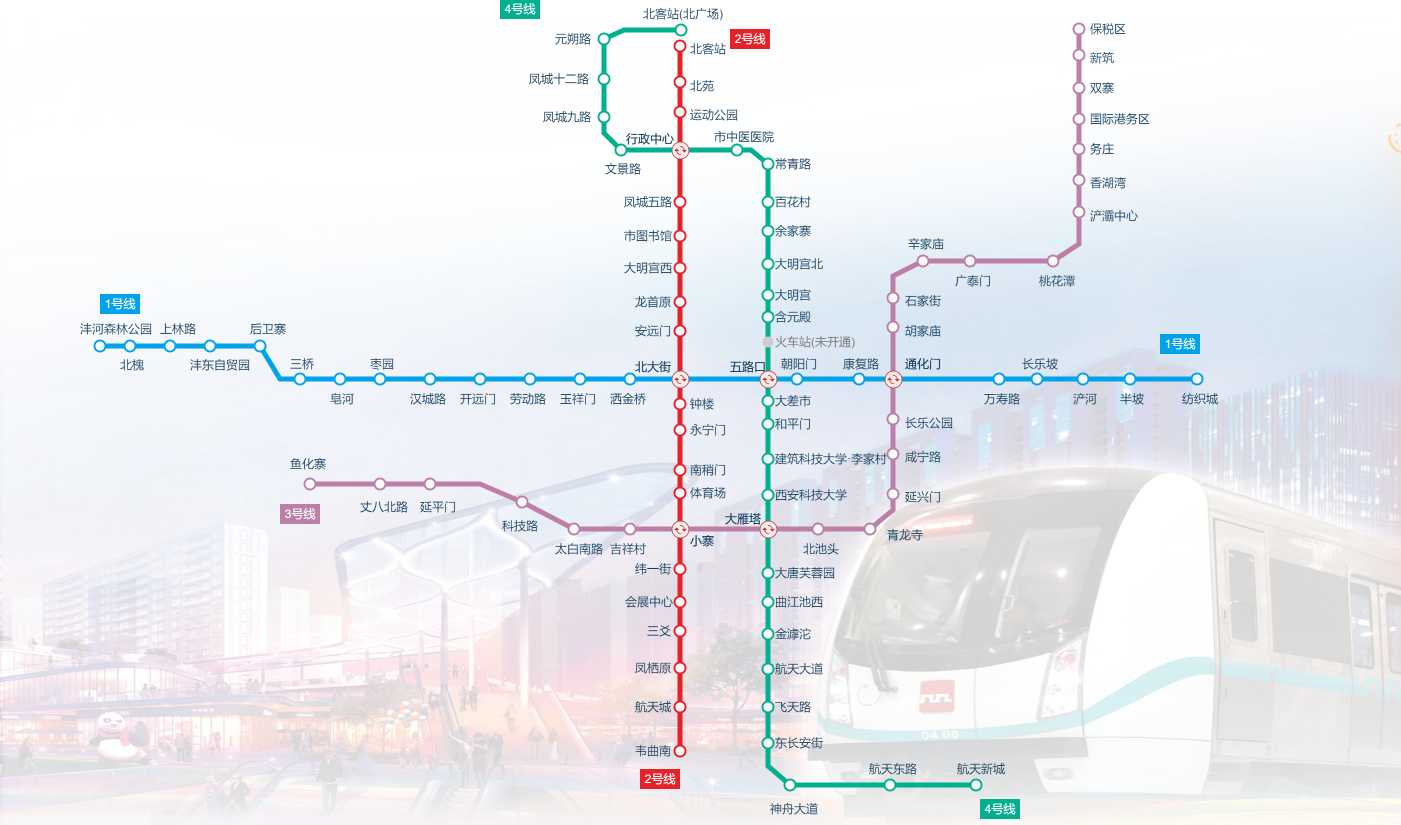 4号线
北客站(北广场)
2号线
元朔路
北客站
凤城十二路
北苑
凤城九路
运动公园
行政中心
市中医医院
文景路
常青路
凤城五路
百花村
市图书馆
余家寨
大明宫西
大明宫北
龙首原
大明宫
安远门
含元殿
火车站(未开通)
保税区
新筑
双寨
国际港务区
务庄
香湖湾
浐灞中心
辛家庙
广泰门
桃花潭
石家街
胡家庙
1号线
沣河森林公园
上林路
后卫寨
北槐
沣东自贸园
三桥
枣园
皂河
汉城路
开远门
劳动路
玉祥门
洒金桥
北大街
五路口
朝阳门
康复路
通化门
1号线
长乐坡
万寿路
浐河
半坡
纺织城
钟楼
大差市
永宁门
和平门
长乐公园
南稍门
建筑科技大学·李家村
咸宁路
体育场
西安科技大学
延兴门
鱼化寨
3号线
丈八北路
延平门
科技路
太白南路
吉祥村
小寨
大雁塔
北池头
青龙寺
纬一街
大唐芙蓉园
会展中心
曲江池西
三爻
金滹沱
凤栖原
航天大道
航天城
飞天路
韦曲南
东长安街
2号线
神舟大道
航天东路
航天新城
4号线
04 08